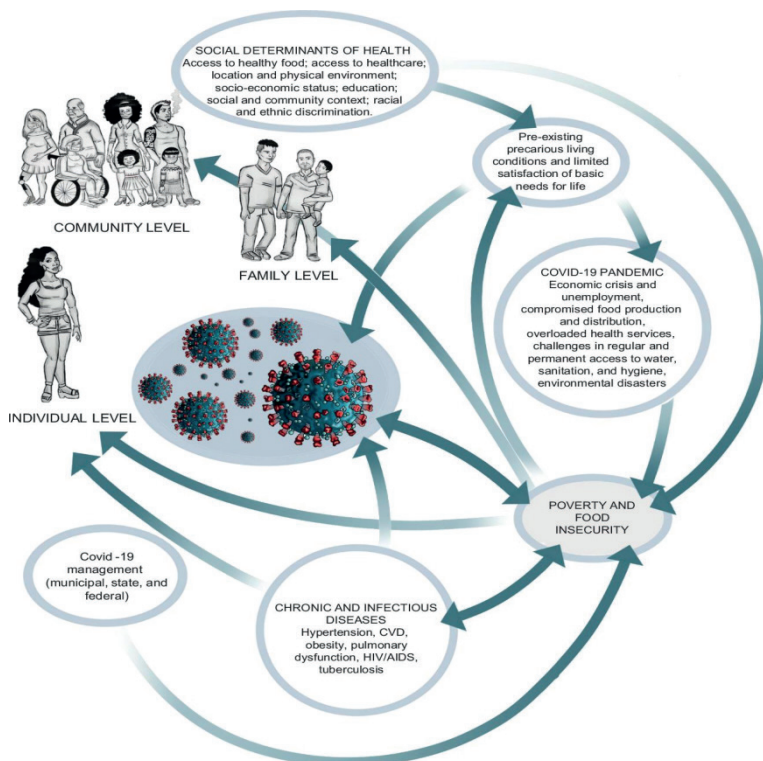 SOCIAL DETERMINANTS OF HEALTH
Access to healthy food; access to healthcare;
location and physical environment;
socio-economic status; education;
social and community context; racial
and ethnic discrimination.
Pre-existing
precarious living
conditions and limited
satisfaction of basic
needs for life
COMMUNITY LEVEL
FAMILY LEVEL
COVID-19 PANDEMIC
Economic crisis and
unemployment,
compromised food production
and distribution,
overloaded health services,
challenges in regular and
permanent access to water,
sanitation, and hygiene,
environmental disasters
INDIVIDUAL LEVEL
POVERTY AND
FOOD
INSECURITY
Covid -19
management
(municipal, state, and
federal)
CHRONIC AND INFECTIOUS
DISEASES
Hypertension, CVD,
obesity, pulmonary
dysfunction, HIV/AIDS,
tuberculosis